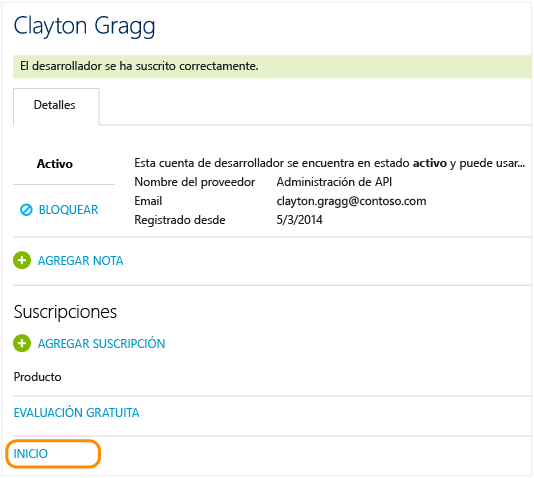 Clayton Gragg
El desarrollador se ha suscrito correctamente.
Detalles
Activo
Esta cuenta de desarrollador se encuentra en estado activo y puede usar...
Nombre del proveedor Administración de API
BLOQUEAR
Email clayton.gragg@contoso.com
Registrado desde 5/3/2014
AGREGAR NOTA
Suscripciones
AGREGAR SUSCRIPCIÓN
Producto
EVALUACIÓN GRATUITA
INICIO